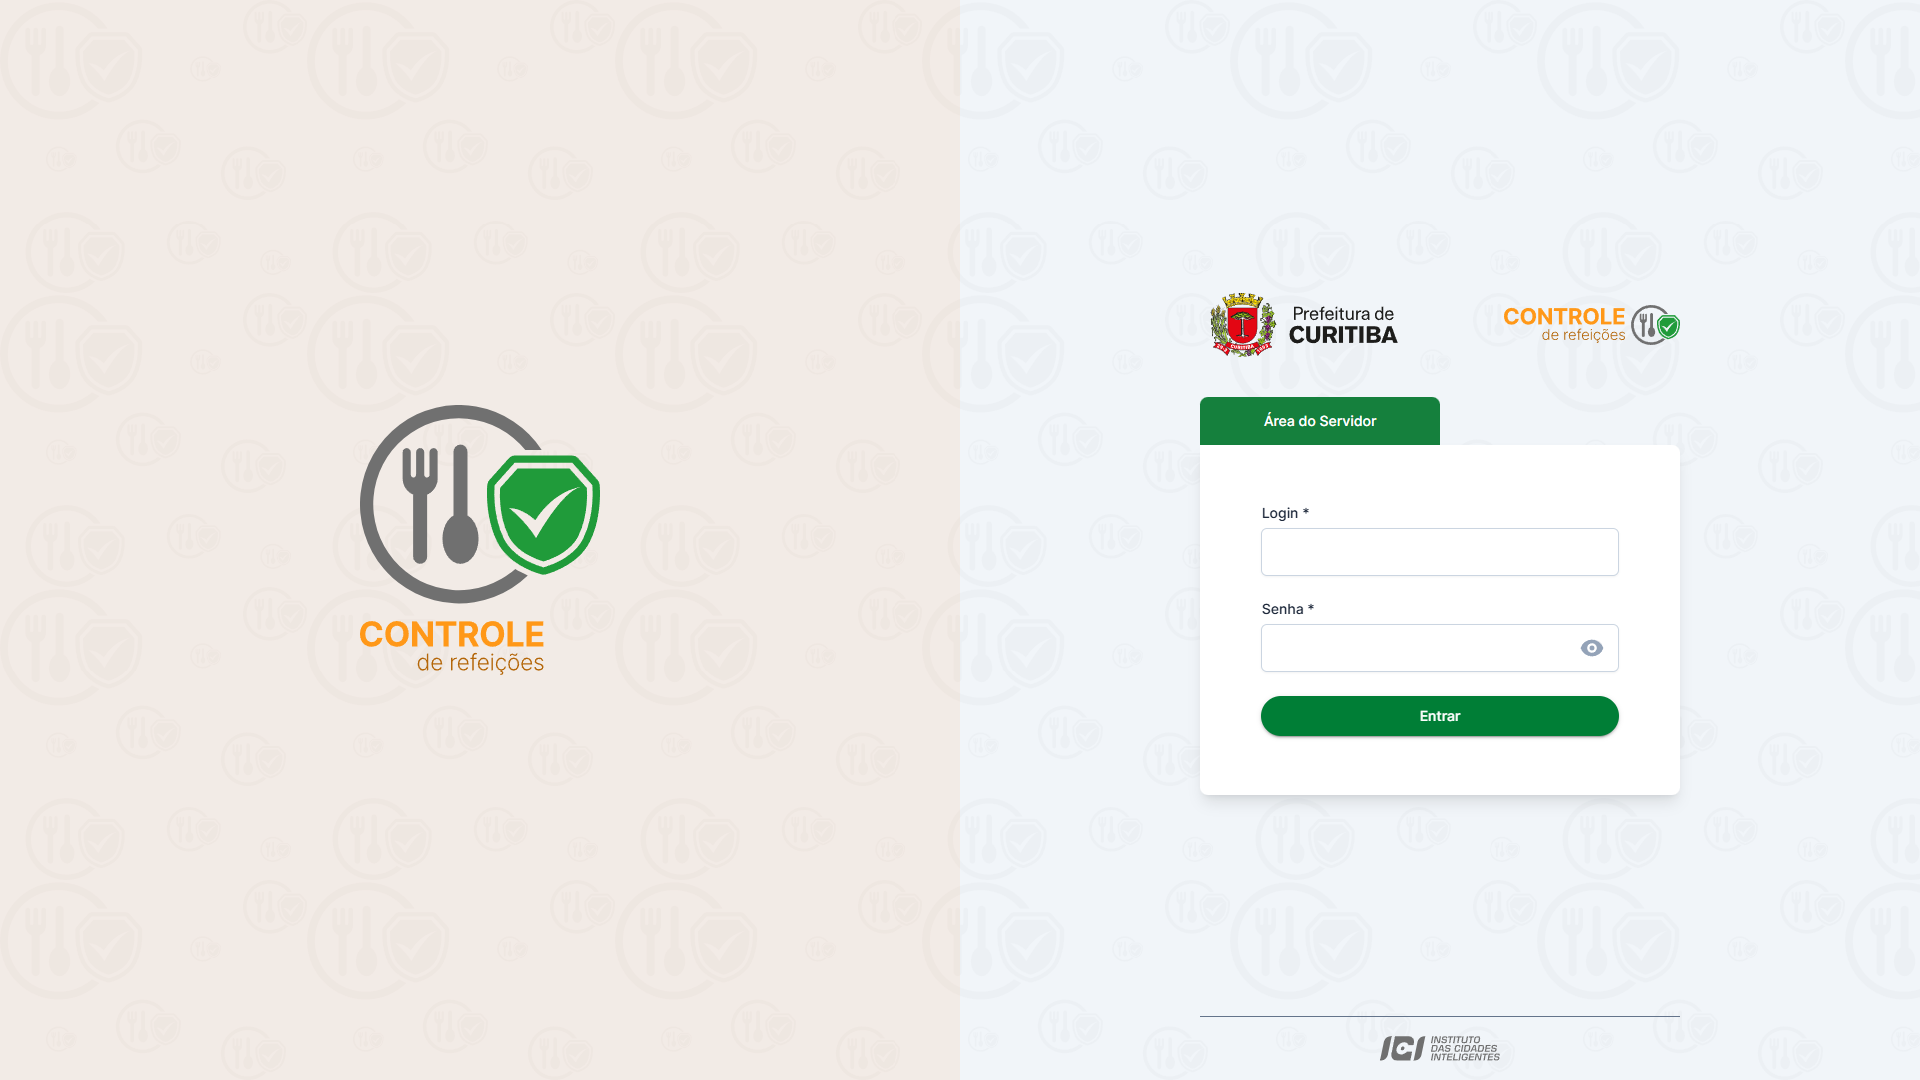 CONTROLE
de refeições
Prefeitura de
CURITIBA
CONTROLE
de refeições
Área do Servidor
Login *
Senha *
Entrar
ICI
INSTITUTO
DAS CIDADES
INTELIGENTES